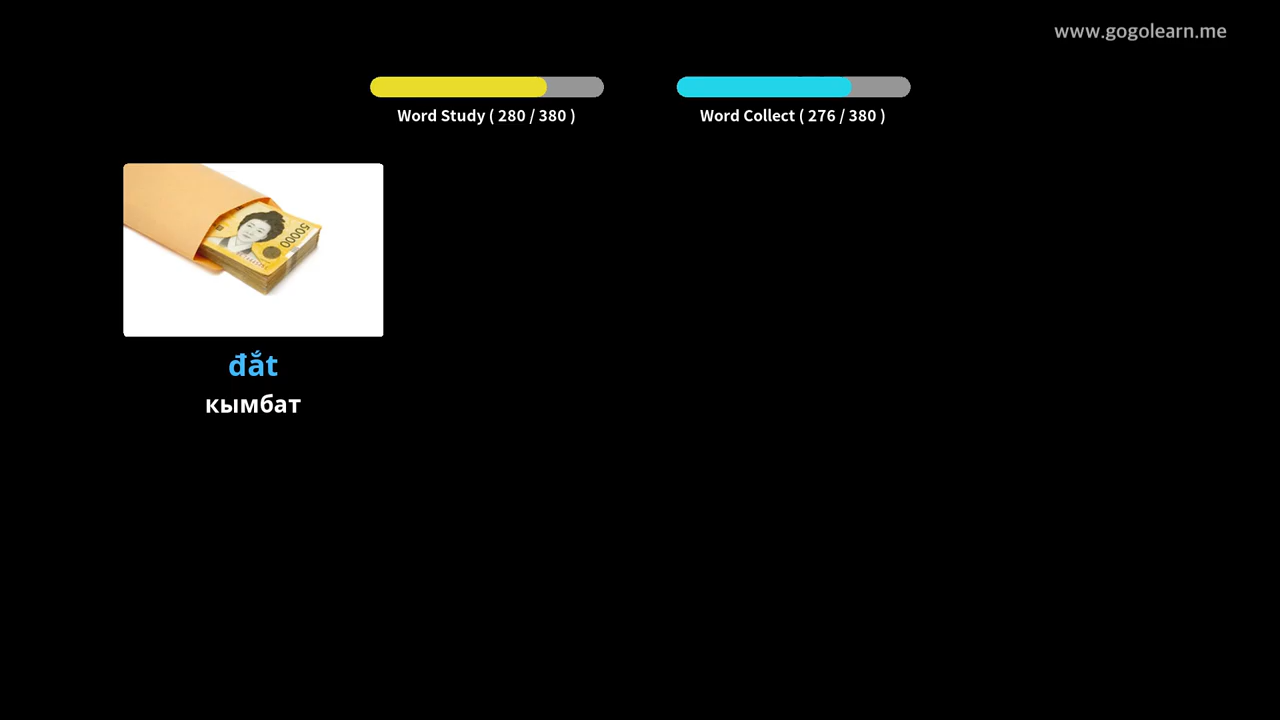 www.gogolearn.me
Word Study ( 280 / 380 )
Word Collect ( 276 / 380 )
50000
đắt
кымбат